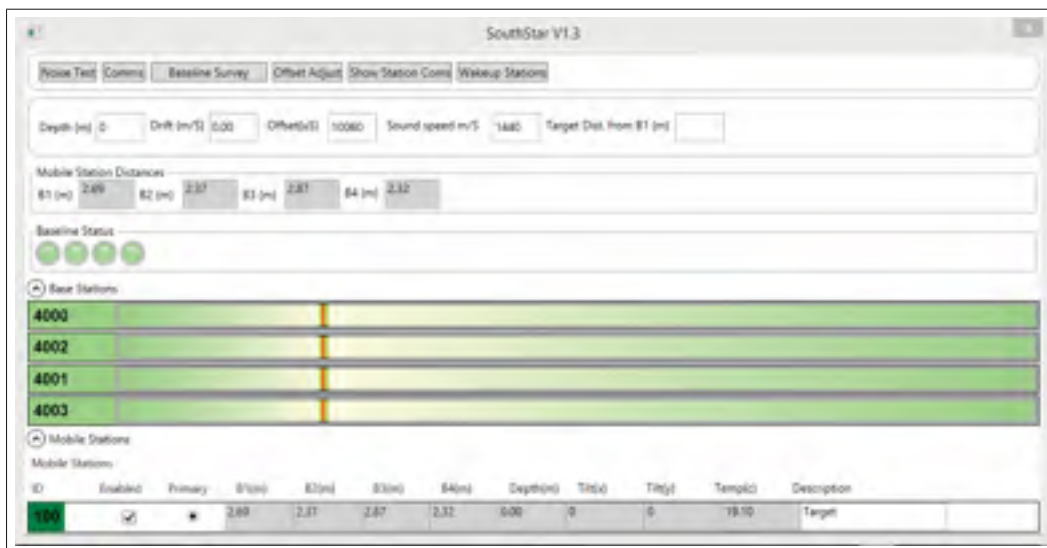 SouthStar V1.3
Noise Test Comms Baseline Survey Offset Adjust Show Station Coms Wakeup Stations
Depth (m) 0 Drift (m/S) 0.00 Offset(uS) 10060 Sound speed m/S 1440 Target Dist. from B1 (m)
Mobile Station Distances
B1 (m) 2.69 B2 (m) 2.37 B3 (m) 2.87 B4 (m) 2.32
Baseline Status
Base Stations
4000
4002
4001
4003
Mobile Stations
Mobile Stations
ID Enabled Primary B1(m) B2(m) B3(m) B4(m) Depth(m) Tilt(x) Tilt(y) Temp(c) Description
100 2.69 2.37 2.87 2.32 0.00 0 0 19.10 Target